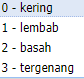 0 - kering
1 - lembab
2 - basah
3 - tergenang